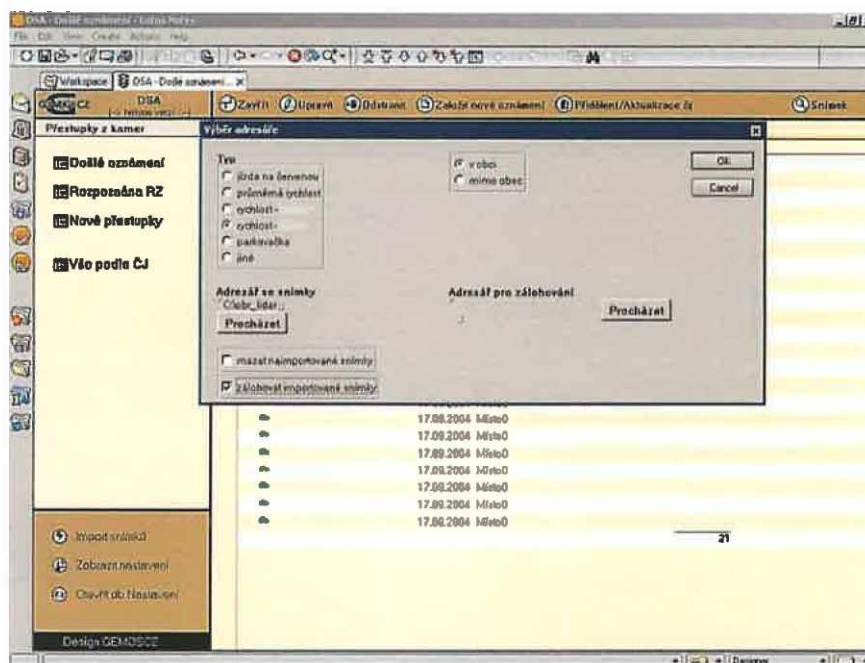 DSA - Došlé oznámení - Lotus Notes
File Edit View Create Actions Help
Workspace DSA - Došlé oznámení... x
GEMOS CZ DSA
Zavřít Upravit Odstranit Založit nové oznámení Přidělení/Aktualizace čj Snímek
Přestupky z kamer
Výběr adresáře
Došlé oznámení
Rozpoznána RZ
Nové přestupky
Vše podle ČJ
Typ
jízda na červenou
průměrná rychlost
rychlost-
rychlost-
parkovačka
jiné
v obci
mimo obec
Ok
Cancel
Adresář se snímky
Adresář pro zálohování
C:\obr_lidar
Procházet
Procházet
mazat naimportované snímky
zálohovat importované snímky
17.09.2004 Místo0
17.09.2004 Místo0
17.09.2004 Místo0
17.09.2004 Místo0
17.09.2004 Místo0
17.09.2004 Místo0
17.09.2004 Místo0
21
Import snímků
Zobrazit nastavení
Otevřít db Nastavení
Design GEMOSCZ
Designer